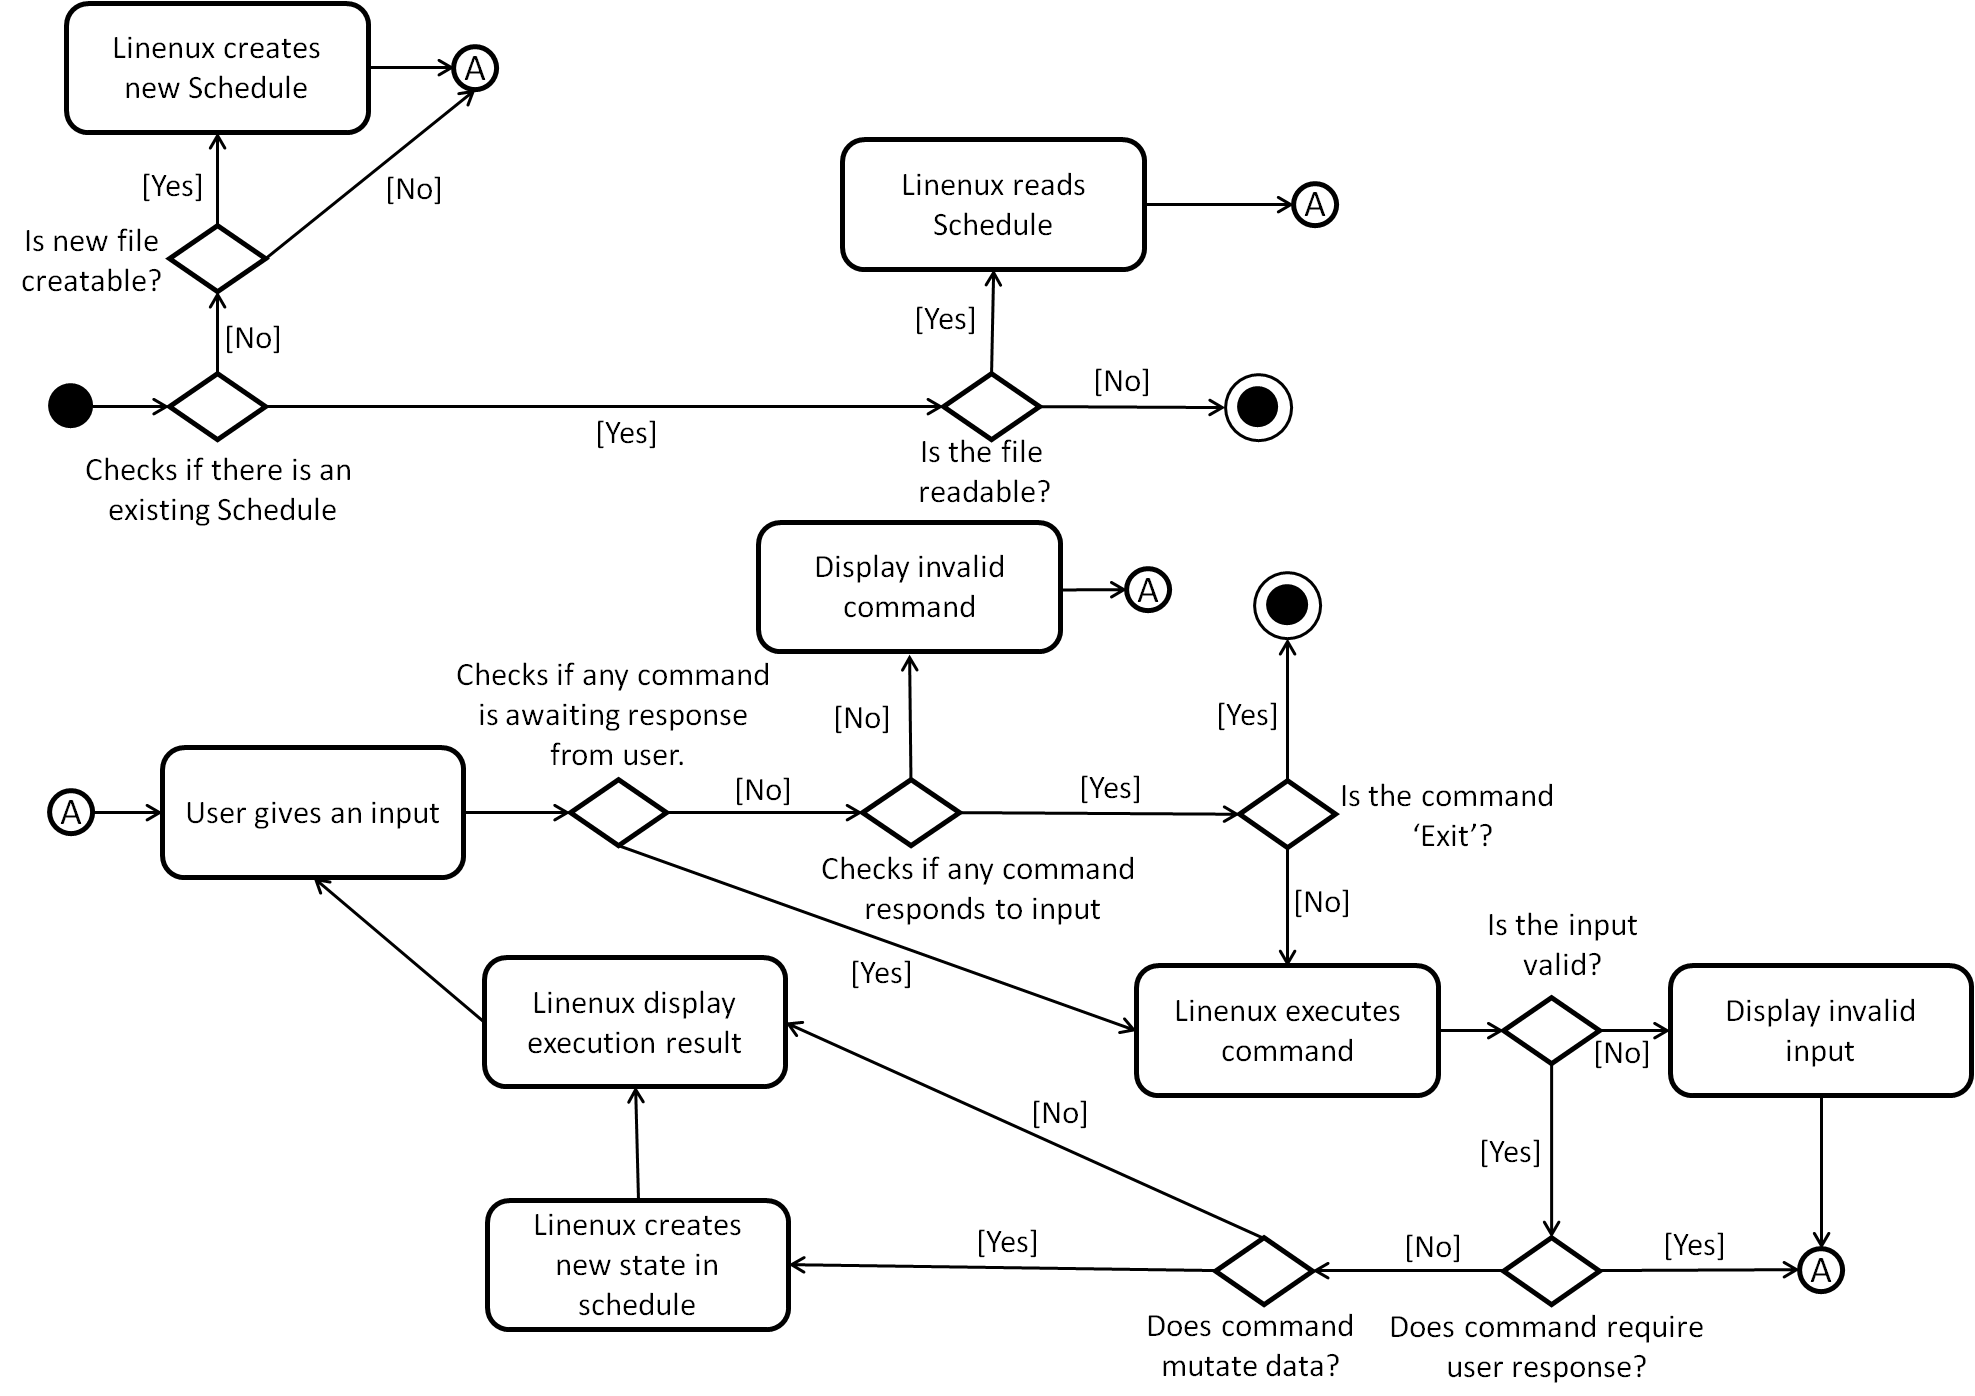 Linenux creates
new Schedule
A
[Yes]
[No]
Is new file
creatable?
[No]
Linenux reads
Schedule
A
[Yes]
[No]
[Yes]
Is the file
readable?
Checks if there is an
existing Schedule
Display invalid
command
A
Checks if any command
is awaiting response
from user.
[No]
[Yes]
A
User gives an input
[No]
[Yes]
Is the command
‘Exit’?
Checks if any command
responds to input
[No]
[Yes]
Is the input
valid?
Linenux display
execution result
Linenux executes
command
[No]
Display invalid
input
[No]
[Yes]
Linenux creates
new state in
schedule
[Yes]
[No]
[Yes]
A
Does command
mutate data?
Does command require
user response?